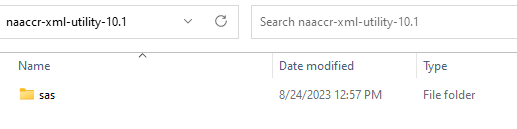 naaccr-xml-utility-10.1 Search naaccr-xml-utility-10.1
Name Date modified Type
sas 8/24/2023 12:57 PM File folder